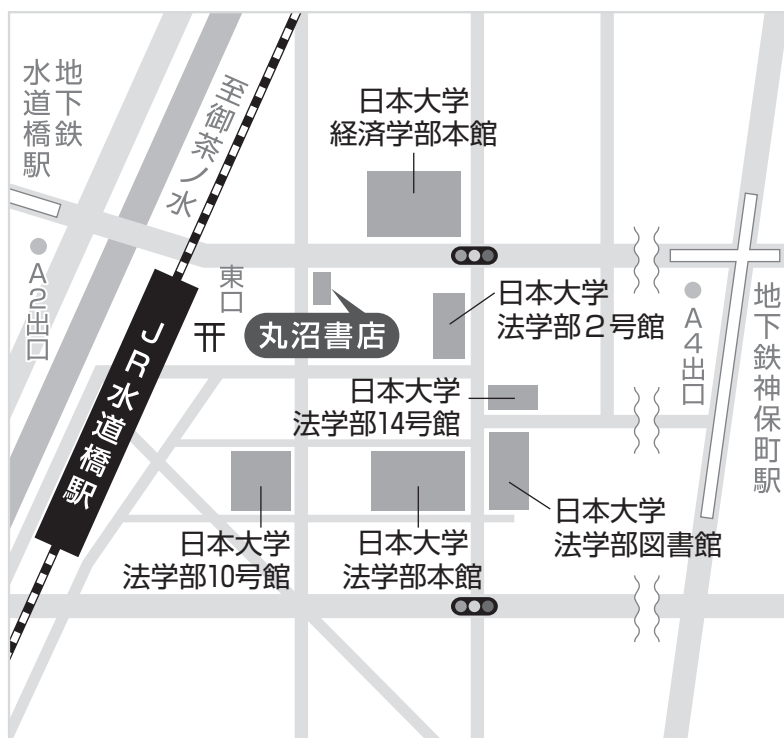 地下鉄
水道橋駅
至御茶ノ水
日本大学
経済学部本館
A2出口
東口
JR水道橋駅
丸沼書店
日本大学
法学部2号館
A4出口
地下鉄神保町駅
日本大学
法学部14号館
日本大学
法学部10号館
日本大学
法学部本館
日本大学
法学部図書館